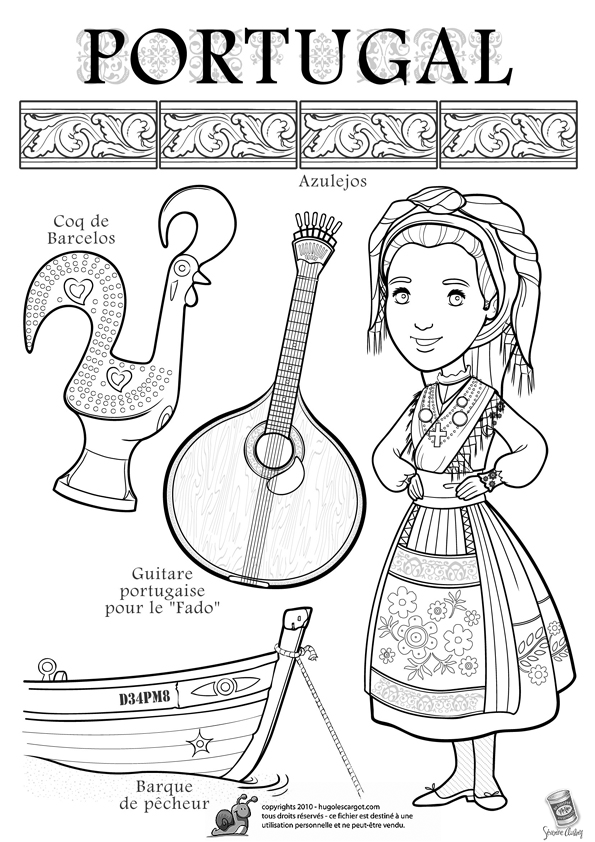 PORTUGAL
Azulejos
Coq de
Barcelos
Guitare
portugaise
pour le "Fado"
D34PM8
Barque
de pêcheur
copyrights 2010 - hugolescargot.com
tous droits réservés - ce fichier est destiné à une
utilisation personnelle et ne peut-être vendu.